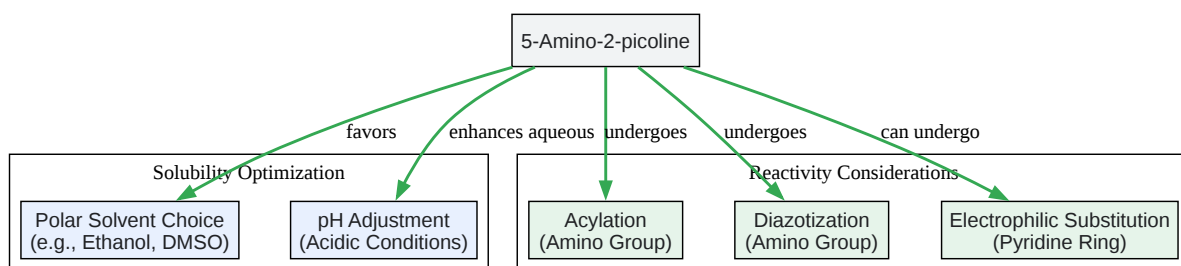 5-Amino-2-picoline
favors
enhances aqueous
undergoes
undergoes
can undergo
Solubility Optimization
Reactivity Considerations
Polar Solvent Choice
(e.g., Ethanol, DMSO)
pH Adjustment
(Acidic Conditions)
Acylation
(Amino Group)
Diazotization
(Amino Group)
Electrophilic Substitution
(Pyridine Ring)